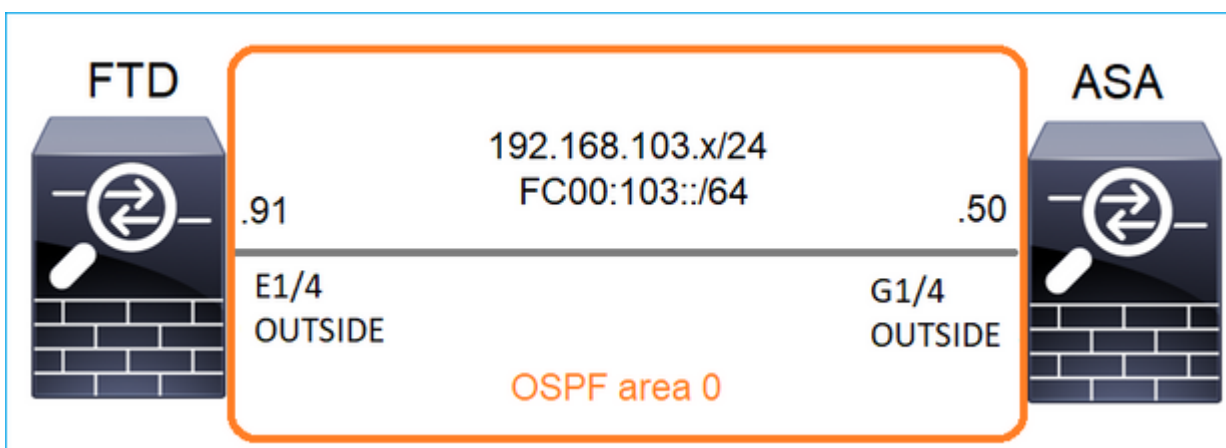 FTD
ASA
192.168.103.x/24
FC00:103::/64
.91
.50
E1/4
OUTSIDE
G1/4
OUTSIDE
OSPF area 0